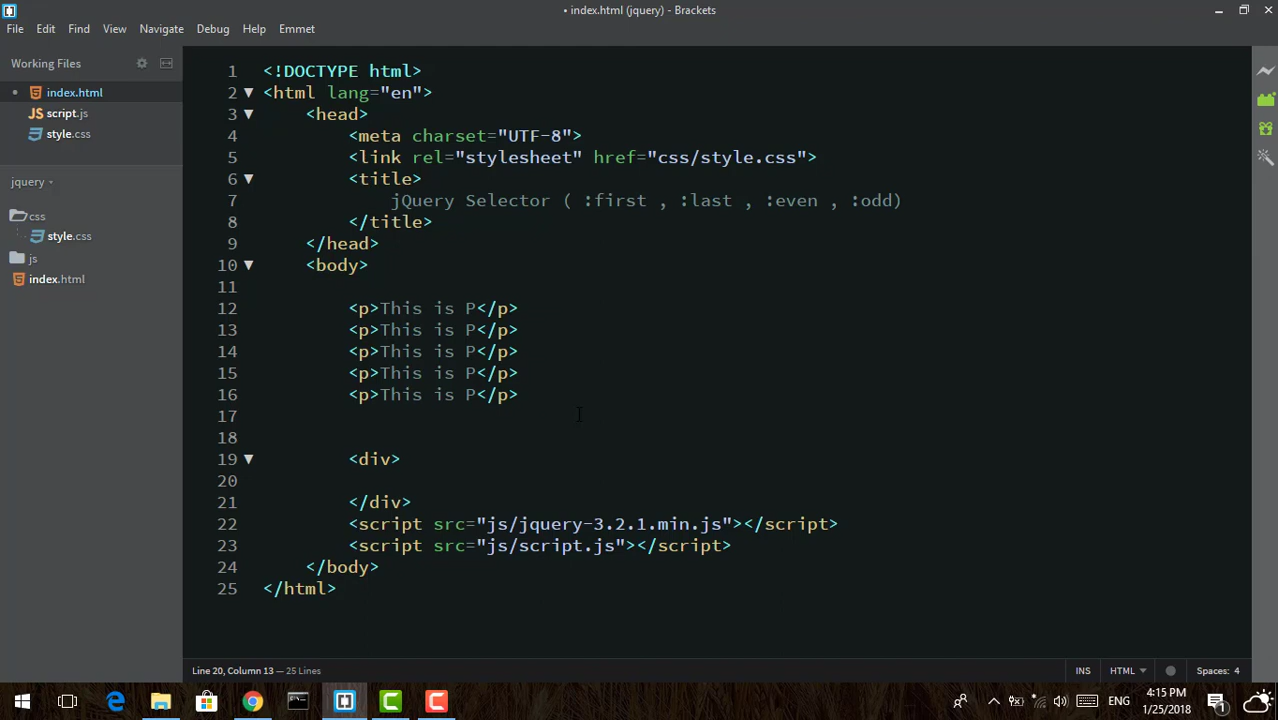 • index.html (jquery) - Brackets
File Edit Find View Navigate Debug Help Emmet
Working Files
• index.html
JS script.js
style.css
jquery
css
style.css
js
index.html
1 <!DOCTYPE html>
2 <html lang="en">
3 <head>
4 <meta charset="UTF-8">
5 <link rel="stylesheet" href="css/style.css">
6 <title>
7 jQuery Selector ( :first , :last , :even , :odd)
8 </title>
9 </head>
10 <body>
11
12 <p>This is P</p>
13 <p>This is P</p>
14 <p>This is P</p>
15 <p>This is P</p>
16 <p>This is P</p>
17
18
19 <div>
20
21 </div>
22 <script src="js/jquery-3.2.1.min.js"></script>
23 <script src="js/script.js"></script>
24 </body>
25 </html>
Line 20, Column 13 — 25 Lines
INS HTML Spaces: 4
ENG
4:15 PM
1/25/2018
1